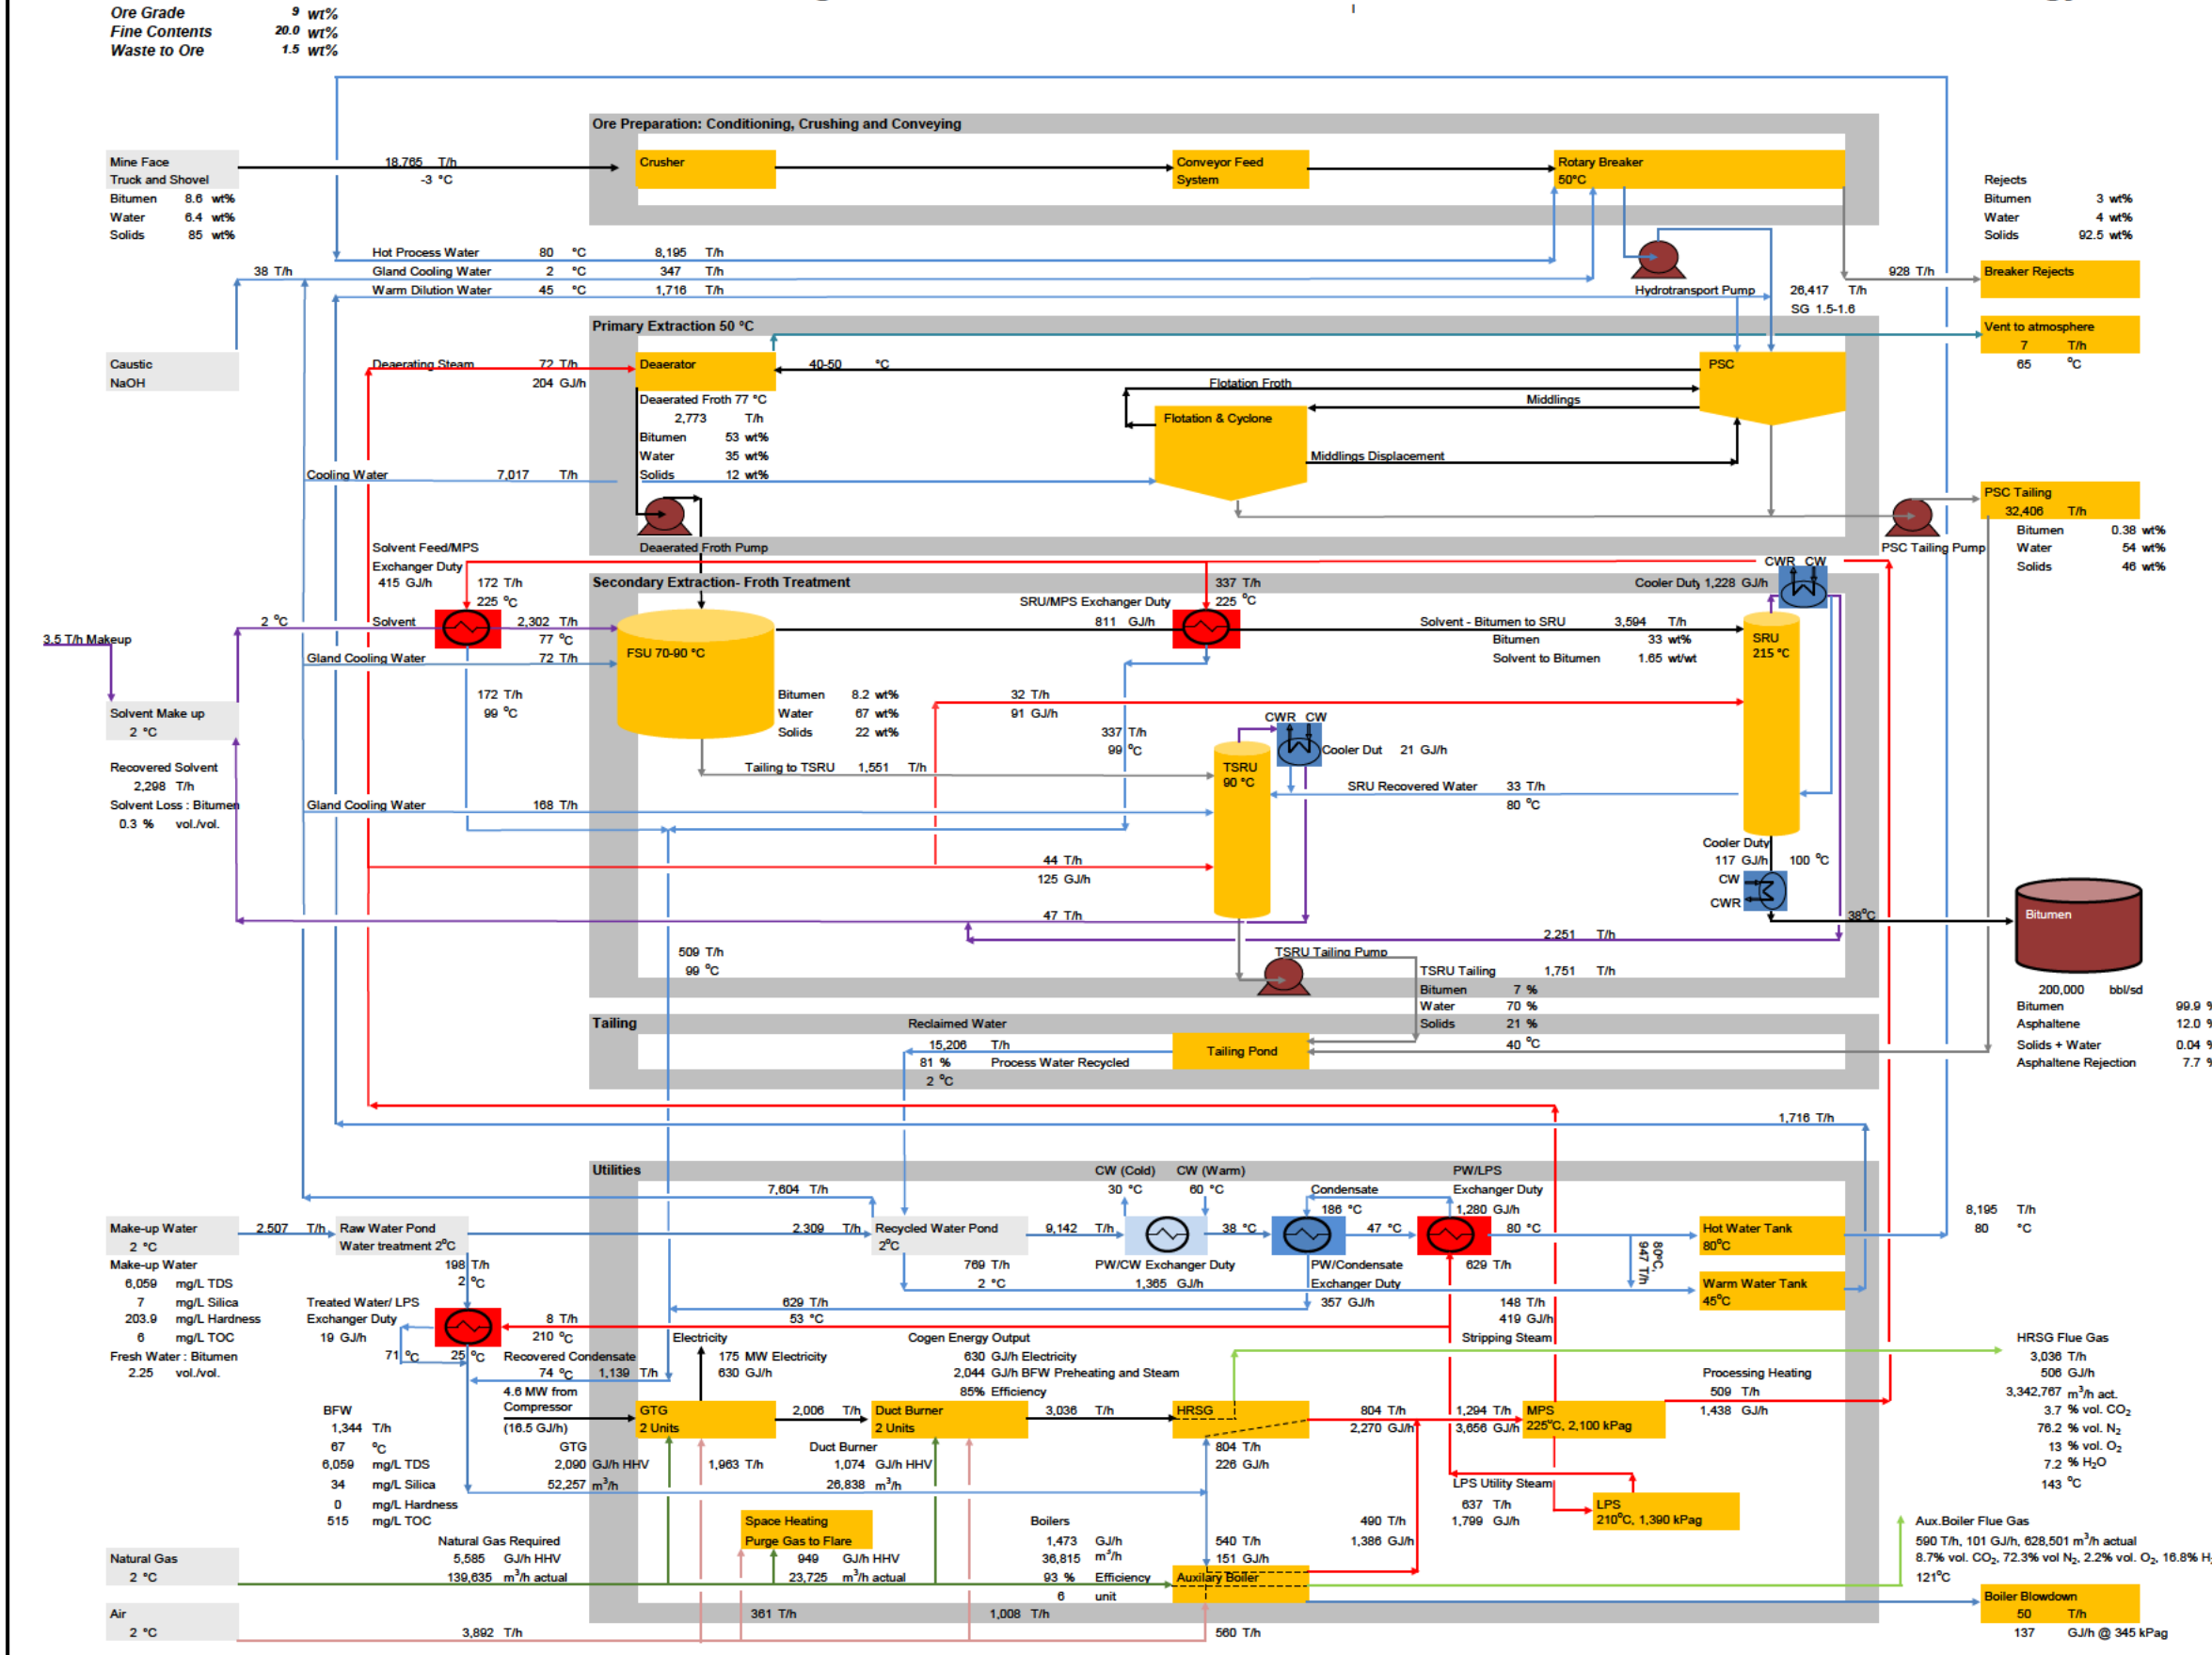 Ore Grade 9 wt%
Fine Contents 20.0 wt%
Waste to Ore 1.5 wt%
Ore Preparation: Conditioning, Crushing and Conveying
Mine Face
Truck and Shovel
18,765 T/h
-3 °C
Crusher
Conveyor Feed
System
Rotary Breaker
50°C
Bitumen 8.6 wt%
Water 6.4 wt%
Solids 85 wt%
Rejects
Bitumen 3 wt%
Water 4 wt%
Solids 92.5 wt%
Hot Process Water 80 °C 8,195 T/h
38 T/h
Gland Cooling Water 2 °C 347 T/h
Warm Dilution Water 45 °C 1,716 T/h
Hydrotransport Pump
26,417 T/h
SG 1.5-1.6
928 T/h
Breaker Rejects
Primary Extraction 50 °C
Vent to atmosphere
7 T/h
65 °C
Caustic
NaOH
Deaerating Steam 72 T/h
204 GJ/h
Deaerator
40-50 °C
PSC
Deaerated Froth 77 °C
2,773 T/h
Bitumen 53 wt%
Water 35 wt%
Solids 12 wt%
Flotation Froth
Middlings
Flotation & Cyclone
Middlings Displacement
Cooling Water 7,017 T/h
PSC Tailing
32,406 T/h
Bitumen 0.38 wt%
Water 54 wt%
Solids 46 wt%
Deaerated Froth Pump
PSC Tailing Pump
Solvent Feed/MPS
Exchanger Duty
415 GJ/h
172 T/h
225 °C
Secondary Extraction- Froth Treatment
337 T/h
225 °C
SRU/MPS Exchanger Duty
811 GJ/h
Cooler Duty 1,228 GJ/h
CWR CW
3.5 T/h Makeup
2 °C
Solvent 2,302 T/h
77 °C
Gland Cooling Water 72 T/h
FSU 70-90 °C
Solvent - Bitumen to SRU 3,594 T/h
Bitumen 33 wt%
Solvent to Bitumen 1.65 wt/wt
SRU
215 °C
172 T/h
99 °C
Bitumen 8.2 wt%
Water 67 wt%
Solids 22 wt%
32 T/h
91 GJ/h
Solvent Make up
2 °C
337 T/h
99 °C
CWR CW
Cooler Dut 21 GJ/h
Recovered Solvent
2,298 T/h
Solvent Loss : Bitumen
0.3 % vol./vol.
Tailing to TSRU 1,551 T/h
TSRU
90 °C
SRU Recovered Water 33 T/h
80 °C
Gland Cooling Water 168 T/h
Cooler Duty
117 GJ/h 100 °C
CW
CWR
44 T/h
125 GJ/h
47 T/h
38°C
2,251 T/h
Bitumen
509 T/h
99 °C
TSRU Tailing Pump
TSRU Tailing 1,751 T/h
Bitumen 7 %
Water 70 %
Solids 21 %
200,000 bbl/sd
Bitumen 99.9 %
Asphaltene 12.0 %
Solids + Water 0.04 %
Asphaltene Rejection 7.7 %
Tailing
Reclaimed Water
15,206 T/h
81 % Process Water Recycled
2 °C
Tailing Pond
40 °C
1,716 T/h
Utilities
CW (Cold)
30 °C
CW (Warm)
60 °C
PW/LPS
Exchanger Duty
1,280 GJ/h
Condensate
186 °C
7,604 T/h
Make-up Water
2 °C
2,507 T/h
Raw Water Pond
Water treatment 2°C
2,309 T/h
Recycled Water Pond
2°C
9,142 T/h
38 °C
47 °C
80 °C
Hot Water Tank
80°C
8,195 T/h
80 °C
Make-up Water
6,059 mg/L TDS
7 mg/L Silica
203.9 mg/L Hardness
6 mg/L TOC
Fresh Water : Bitumen
2.25 vol./vol.
198 T/h
2 °C
769 T/h
2 °C
PW/CW Exchanger Duty
1,365 GJ/h
PW/Condensate
Exchanger Duty
357 GJ/h
629 T/h
80°C,
947 T/h
Warm Water Tank
45°C
Treated Water/ LPS
Exchanger Duty
19 GJ/h
71 °C
25 °C
629 T/h
53 °C
8 T/h
210 °C
148 T/h
419 GJ/h
Stripping Steam
Recovered Condensate
74 °C 1,139 T/h
Electricity
175 MW Electricity
630 GJ/h
Cogen Energy Output
630 GJ/h Electricity
2,044 GJ/h BFW Preheating and Steam
85% Efficiency
HRSG Flue Gas
3,036 T/h
506 GJ/h
3,342,767 m³/h act.
3.7 % vol. CO2
76.2 % vol. N2
13 % vol. O2
7.2 % H2O
143 °C
4.6 MW from
Compressor
(16.5 GJ/h)
GTG
2 Units
2,006 T/h
Duct Burner
2 Units
3,036 T/h
HRSG
804 T/h
2,270 GJ/h
1,294 T/h
3,656 GJ/h
MPS
225°C, 2,100 kPag
Processing Heating
509 T/h
1,438 GJ/h
BFW
1,344 T/h
67 °C
6,059 mg/L TDS
34 mg/L Silica
0 mg/L Hardness
515 mg/L TOC
GTG
2,090 GJ/h HHV
52,257 m³/h
1,963 T/h
Duct Burner
1,074 GJ/h HHV
26,838 m³/h
804 T/h
226 GJ/h
LPS Utility Steam
637 T/h
1,799 GJ/h
LPS
210°C, 1,390 kPag
Space Heating
Purge Gas to Flare
949 GJ/h HHV
23,725 m³/h actual
Boilers
1,473 GJ/h
36,815 m³/h
93 % Efficiency
6 unit
540 T/h
151 GJ/h
490 T/h
1,386 GJ/h
Auxilary Boiler
Natural Gas
2 °C
Natural Gas Required
5,585 GJ/h HHV
139,635 m³/h actual
Aux.Boiler Flue Gas
590 T/h, 101 GJ/h, 628,501 m³/h actual
8.7% vol. CO2, 72.3% vol N2, 2.2% vol. O2, 16.8% H
121°C
Air
2 °C
3,892 T/h
361 T/h
1,008 T/h
560 T/h
Boiler Blowdown
50 T/h
137 GJ/h @ 345 kPag